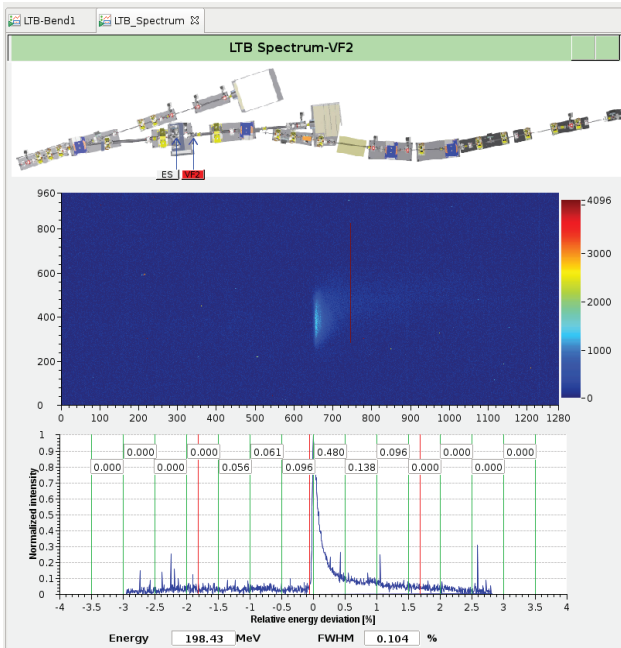 LTB-Bend1 LTB_Spectrum
LTB Spectrum-VF2
ES VF2
960
800
600
400
200
0
0 100 200 300 400 500 600 700 800 900 1000 1100 1200 1280
4096
3000
2000
1000
0
Normalized intensity
1
0.9
0.8
0.7
0.6
0.5
0.4
0.3
0.2
0.1
0
0.000 0.000 0.061 0.480 0.096 0.000 0.000
0.000 0.000 0.056 0.096 0.138 0.000 0.000
-4 -3.5 -3 -2.5 -2 -1.5 -1 -0.5 0 0.5 1 1.5 2 2.5 3 3.5 4
Relative energy deviation [%]
Energy 198.43 MeV FWHM 0.104 %